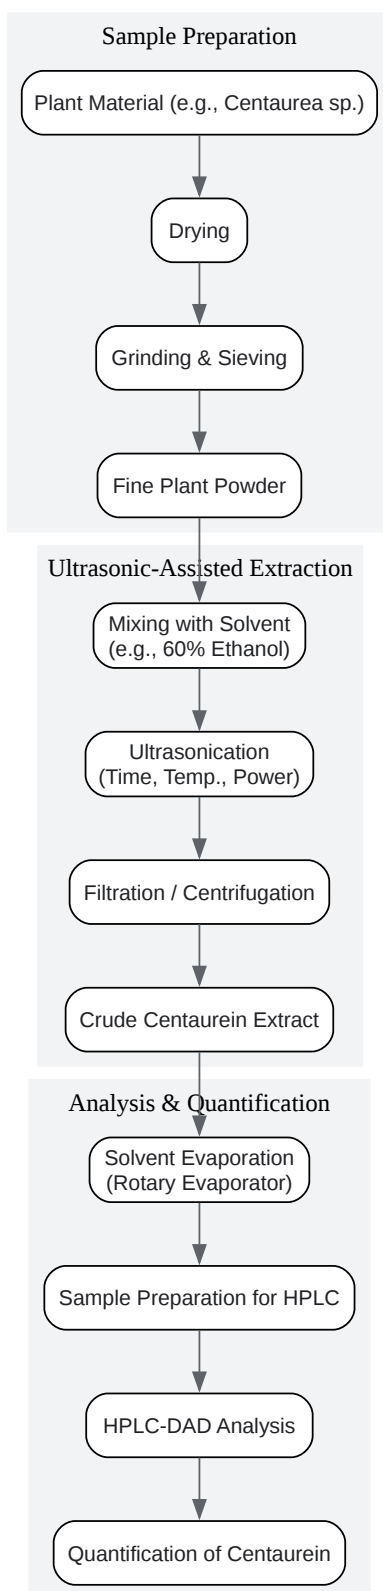 Sample Preparation
Plant Material (e.g., Centaurea sp.)
Drying
Grinding & Sieving
Fine Plant Powder
Ultrasonic-Assisted Extraction
Mixing with Solvent
(e.g., 60% Ethanol)
Ultrasonication
(Time, Temp., Power)
Filtration / Centrifugation
Crude Centaurein Extract
Analysis & Quantification
Solvent Evaporation
(Rotary Evaporator)
Sample Preparation for HPLC
HPLC-DAD Analysis
Quantification of Centaurein